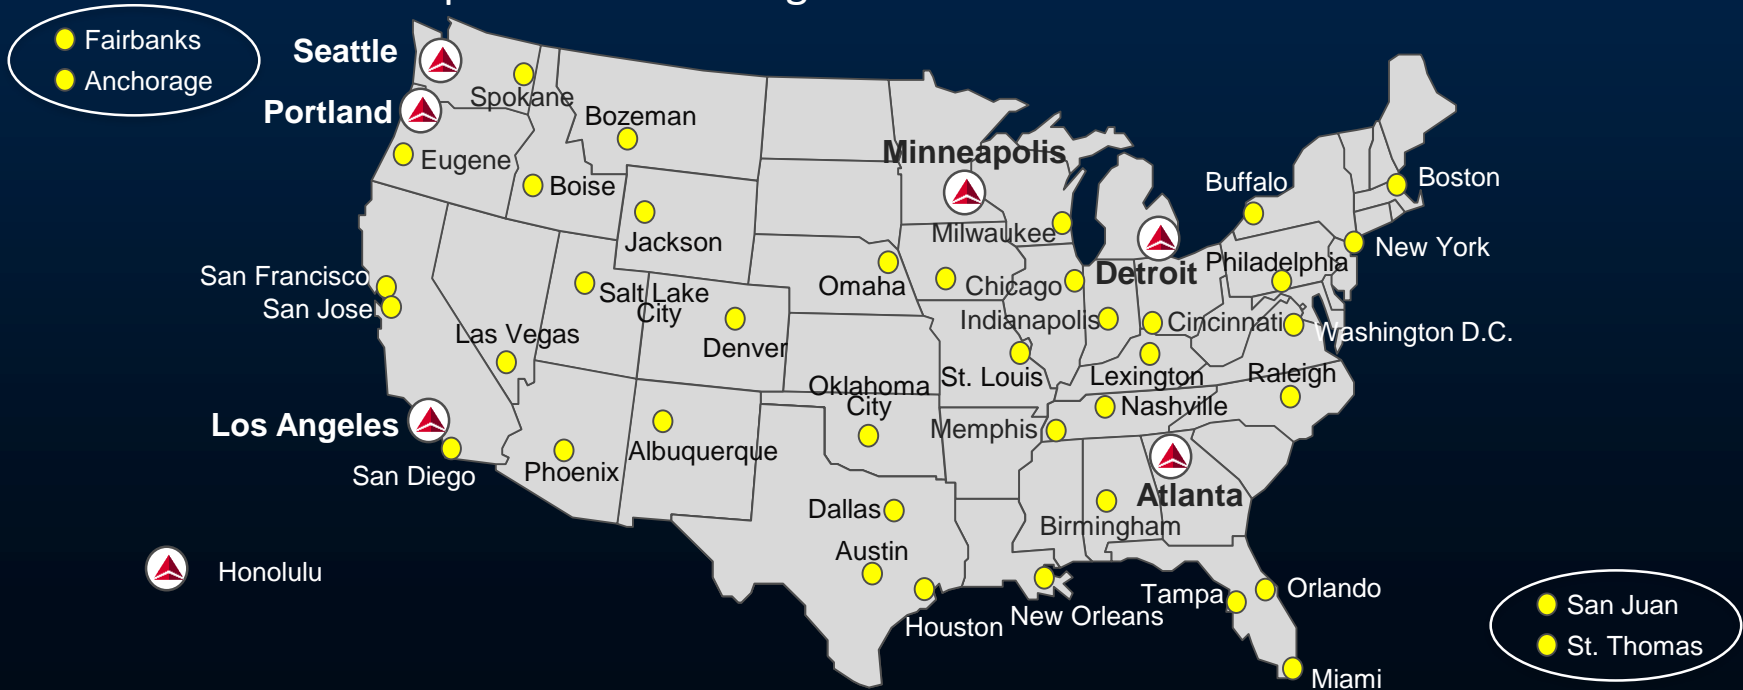 Fairbanks
Anchorage
Seattle
Portland
Spokane
Bozeman
Eugene
Boise
Jackson
Minneapolis
Milwaukee
Buffalo
Boston
New York
Philadelphia
Detroit
Chicago
Omaha
San Francisco
San Jose
Salt Lake
City
Las Vegas
Denver
Indianapolis
Cincinnati
Washington D.C.
St. Louis
Lexington
Raleigh
Oklahoma
City
Nashville
Memphis
Los Angeles
San Diego
Phoenix
Albuquerque
Dallas
Austin
Atlanta
Birmingham
Honolulu
Houston
New Orleans
Tampa
Orlando
Miami
San Juan
St. Thomas